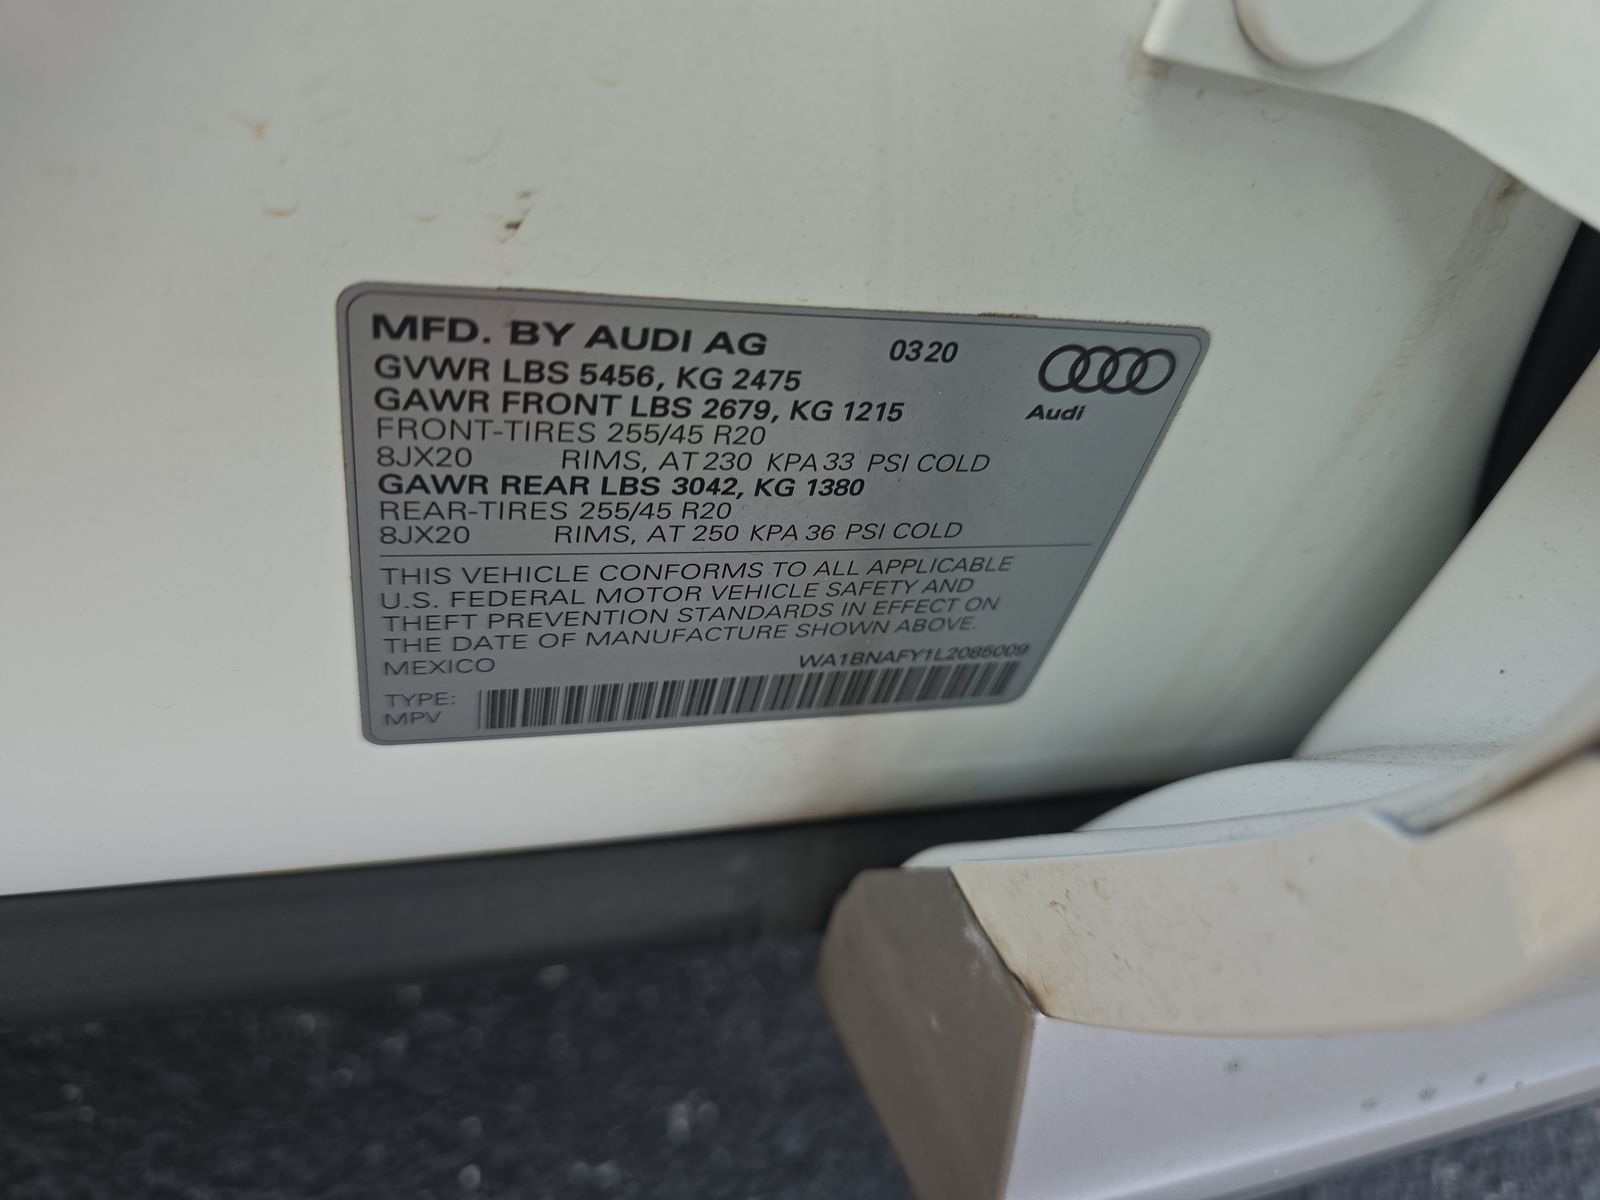 MFD. BY AUDI AG 0320
GVWR LBS 5456, KG 2475
GAWR FRONT LBS 2679, KG 1215
Audi
FRONT-TIRES 255/45 R20
8JX20 RIMS, AT 230 KPA 33 PSI COLD
GAWR REAR LBS 3042, KG 1380
REAR-TIRES 255/45 R20
8JX20 RIMS, AT 250 KPA 36 PSI COLD
THIS VEHICLE CONFORMS TO ALL APPLICABLE
U.S. FEDERAL MOTOR VEHICLE SAFETY AND
THEFT PREVENTION STANDARDS IN EFFECT ON
THE DATE OF MANUFACTURE SHOWN ABOVE.
MEXICO WA1BNAFY1L2085009
TYPE:
MPV